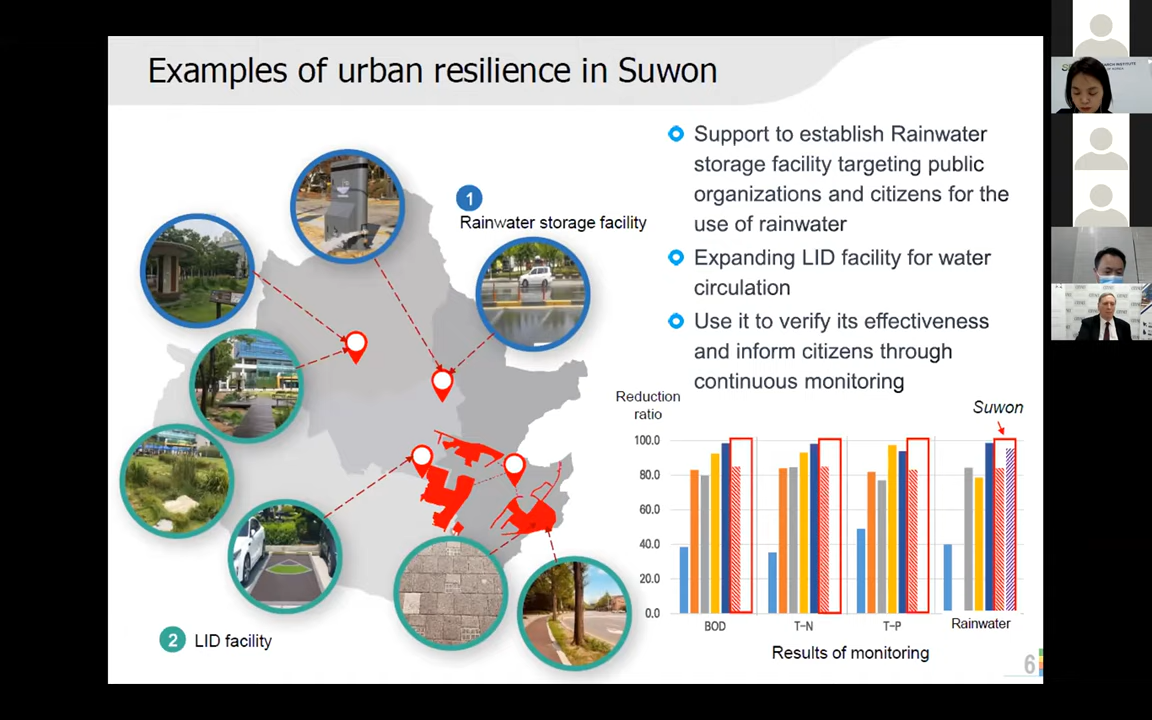 Examples of urban resilience in Suwon
1
Rainwater storage facility
2
LID facility
Support to establish Rainwater
storage facility targeting public
organizations and citizens for the
use of rainwater
Expanding LID facility for water
circulation
Use it to verify its effectiveness
and inform citizens through
continuous monitoring
Reduction
ratio
Suwon
100.0
80.0
60.0
40.0
20.0
0.0
BOD
T-N
T-P
Rainwater
Results of monitoring
6